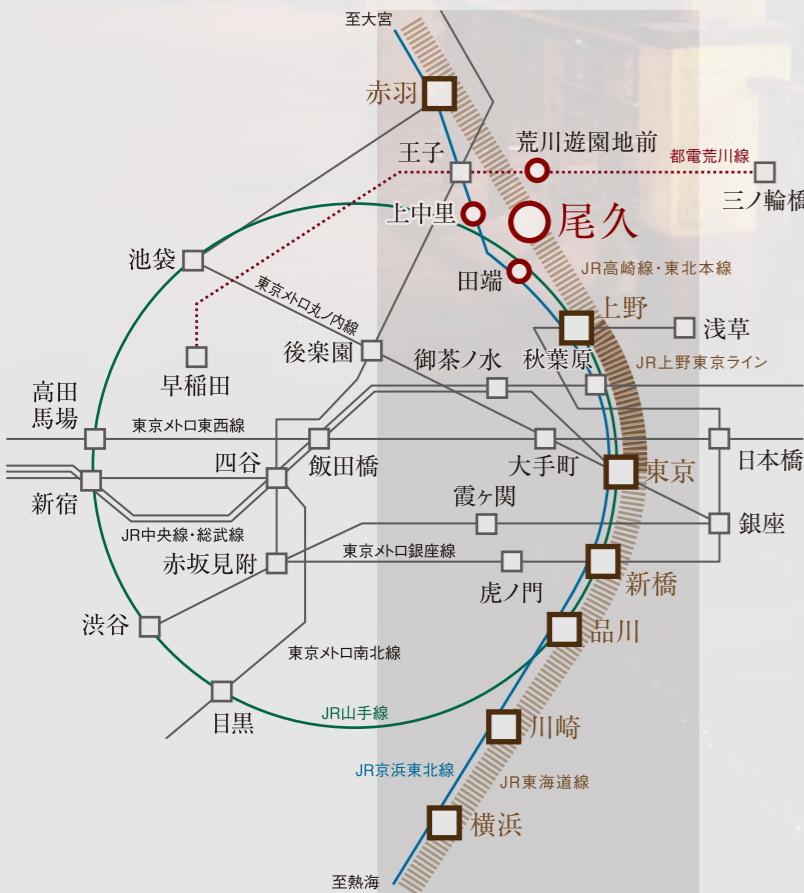 至大宮
赤羽
王子
荒川遊園地前
都電荒川線
三ノ輪橋
上中里
尾久
池袋
田端
JR高崎線・東北本線
東京メトロ丸ノ内線
上野
浅草
後楽園
御茶ノ水
秋葉原
JR上野東京ライン
早稲田
高田
馬場
東京メトロ東西線
四谷
飯田橋
大手町
東京
日本橋
新宿
霞ヶ関
銀座
JR中央線・総武線
赤坂見附
東京メトロ銀座線
虎ノ門
新橋
渋谷
品川
東京メトロ南北線
目黒
JR山手線
川崎
JR京浜東北線
JR東海道線
横浜
至熱海